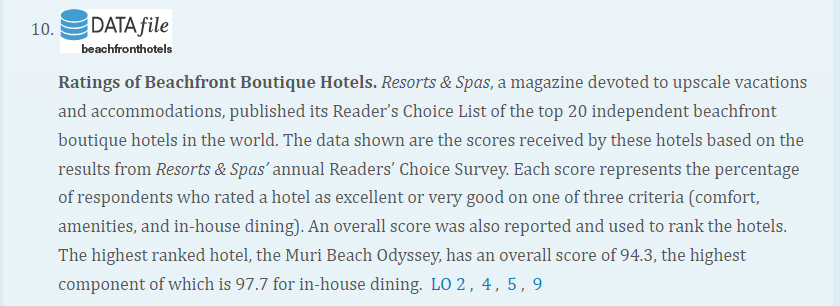 10. DATAfile
beachfronthotels
Ratings of Beachfront Boutique Hotels. Resorts & Spas, a magazine devoted to upscale vacations
and accommodations, published its Reader's Choice List of the top 20 independent beachfront
boutique hotels in the world. The data shown are the scores received by these hotels based on the
results from Resorts & Spas' annual Readers' Choice Survey. Each score represents the percentage
of respondents who rated a hotel as excellent or very good on one of three criteria (comfort,
amenities, and in-house dining). An overall score was also reported and used to rank the hotels.
The highest ranked hotel, the Muri Beach Odyssey, has an overall score of 94.3, the highest
component of which is 97.7 for in-house dining. LO 2 , 4 , 5 , 9